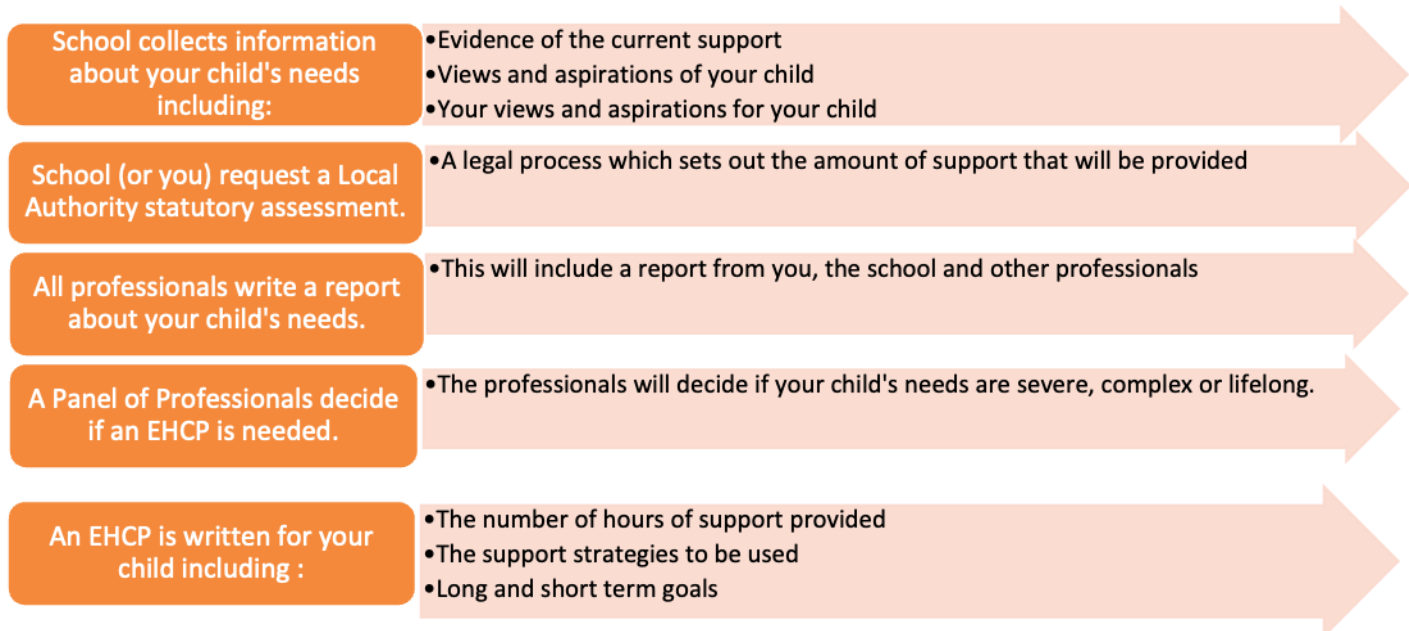 School collects information
about your child's needs
including:
•Evidence of the current support
•Views and aspirations of your child
•Your views and aspirations for your child
School (or you) request a Local
Authority statutory assessment.
•A legal process which sets out the amount of support that will be provided
All professionals write a report
about your child's needs.
•This will include a report from you, the school and other professionals
A Panel of Professionals decide
if an EHCP is needed.
•The professionals will decide if your child's needs are severe, complex or lifelong.
An EHCP is written for your
child including :
•The number of hours of support provided
•The support strategies to be used
•Long and short term goals